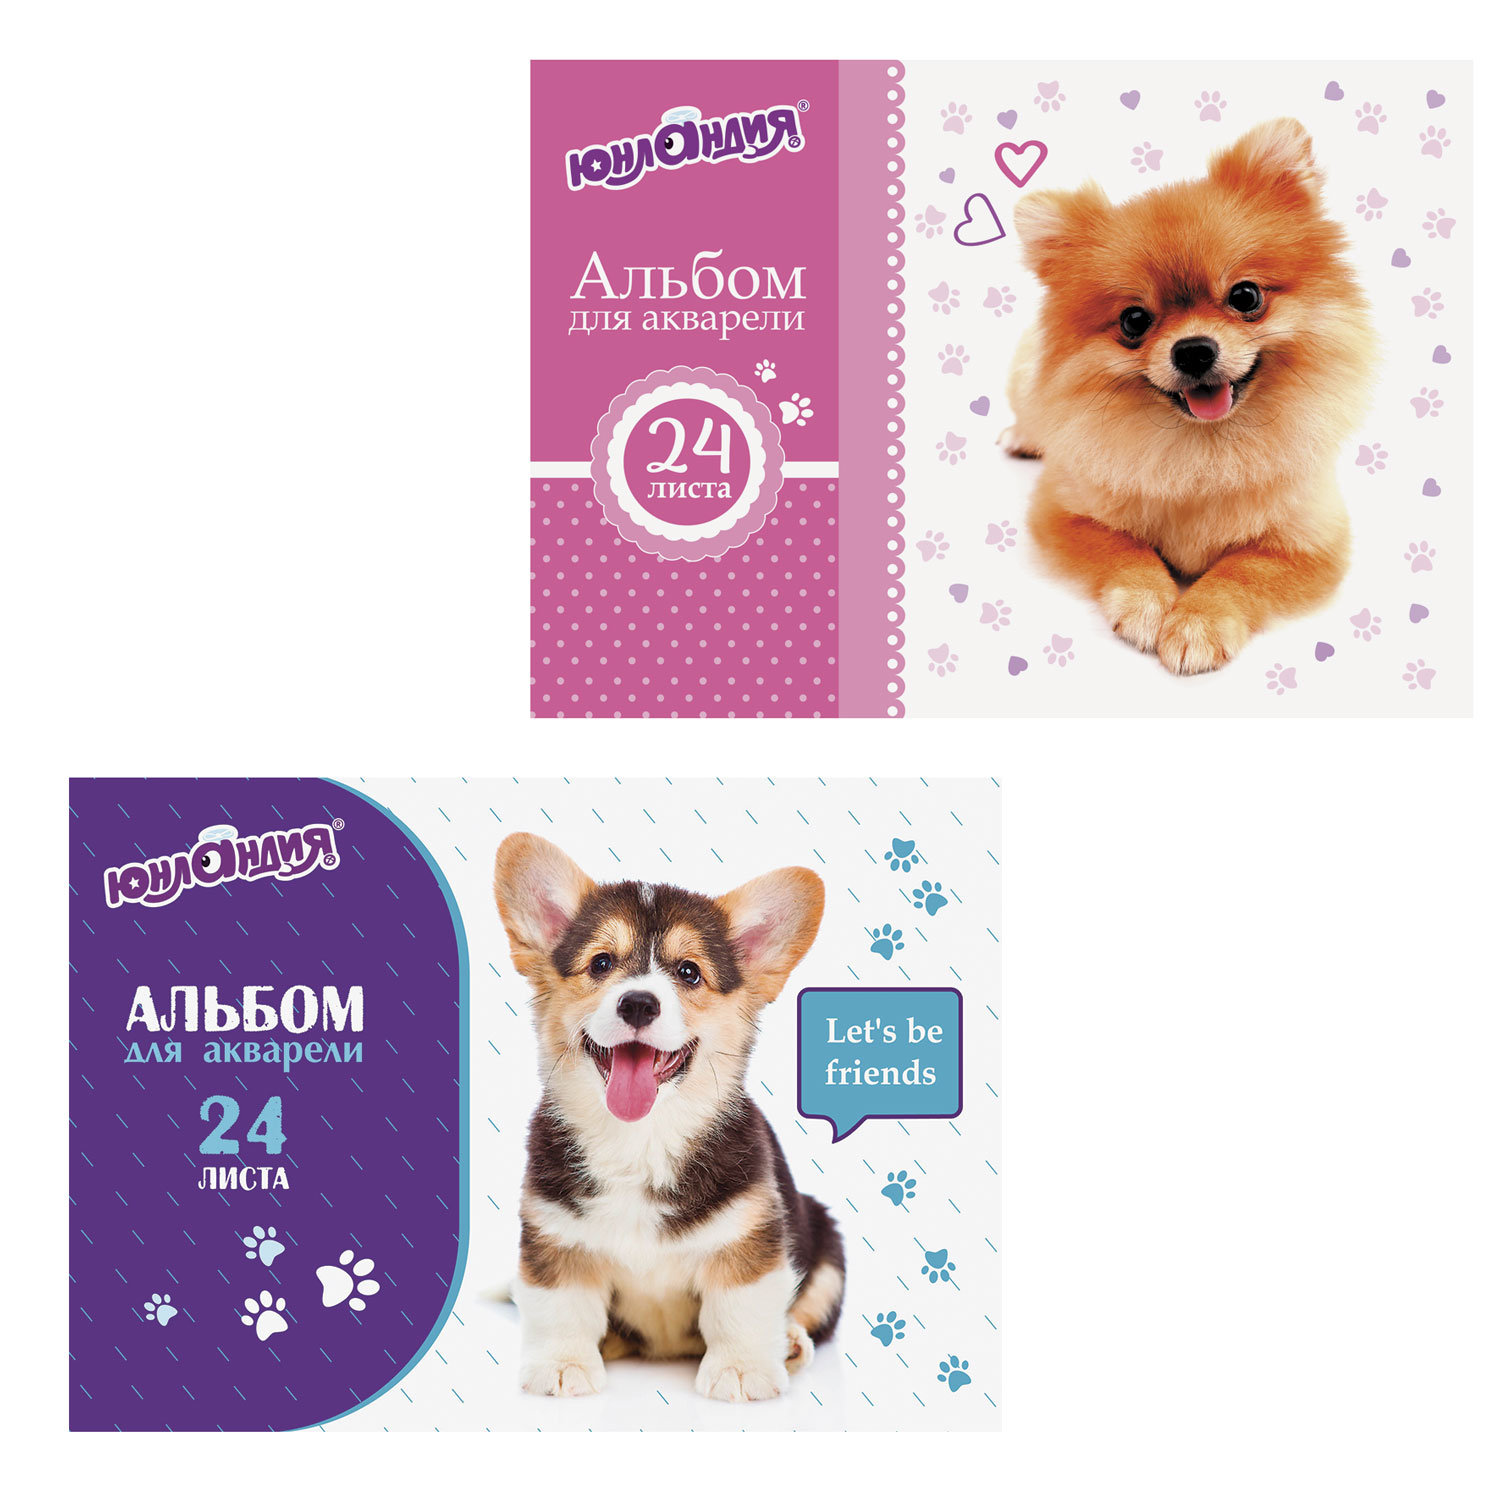 ЮНЛАНДИЯ®
Альбом
для акварели
24
листа
ЮНЛАНДИЯ®
АЛЬБОМ
для акварели
24
ЛИСТА
Let's be
friends